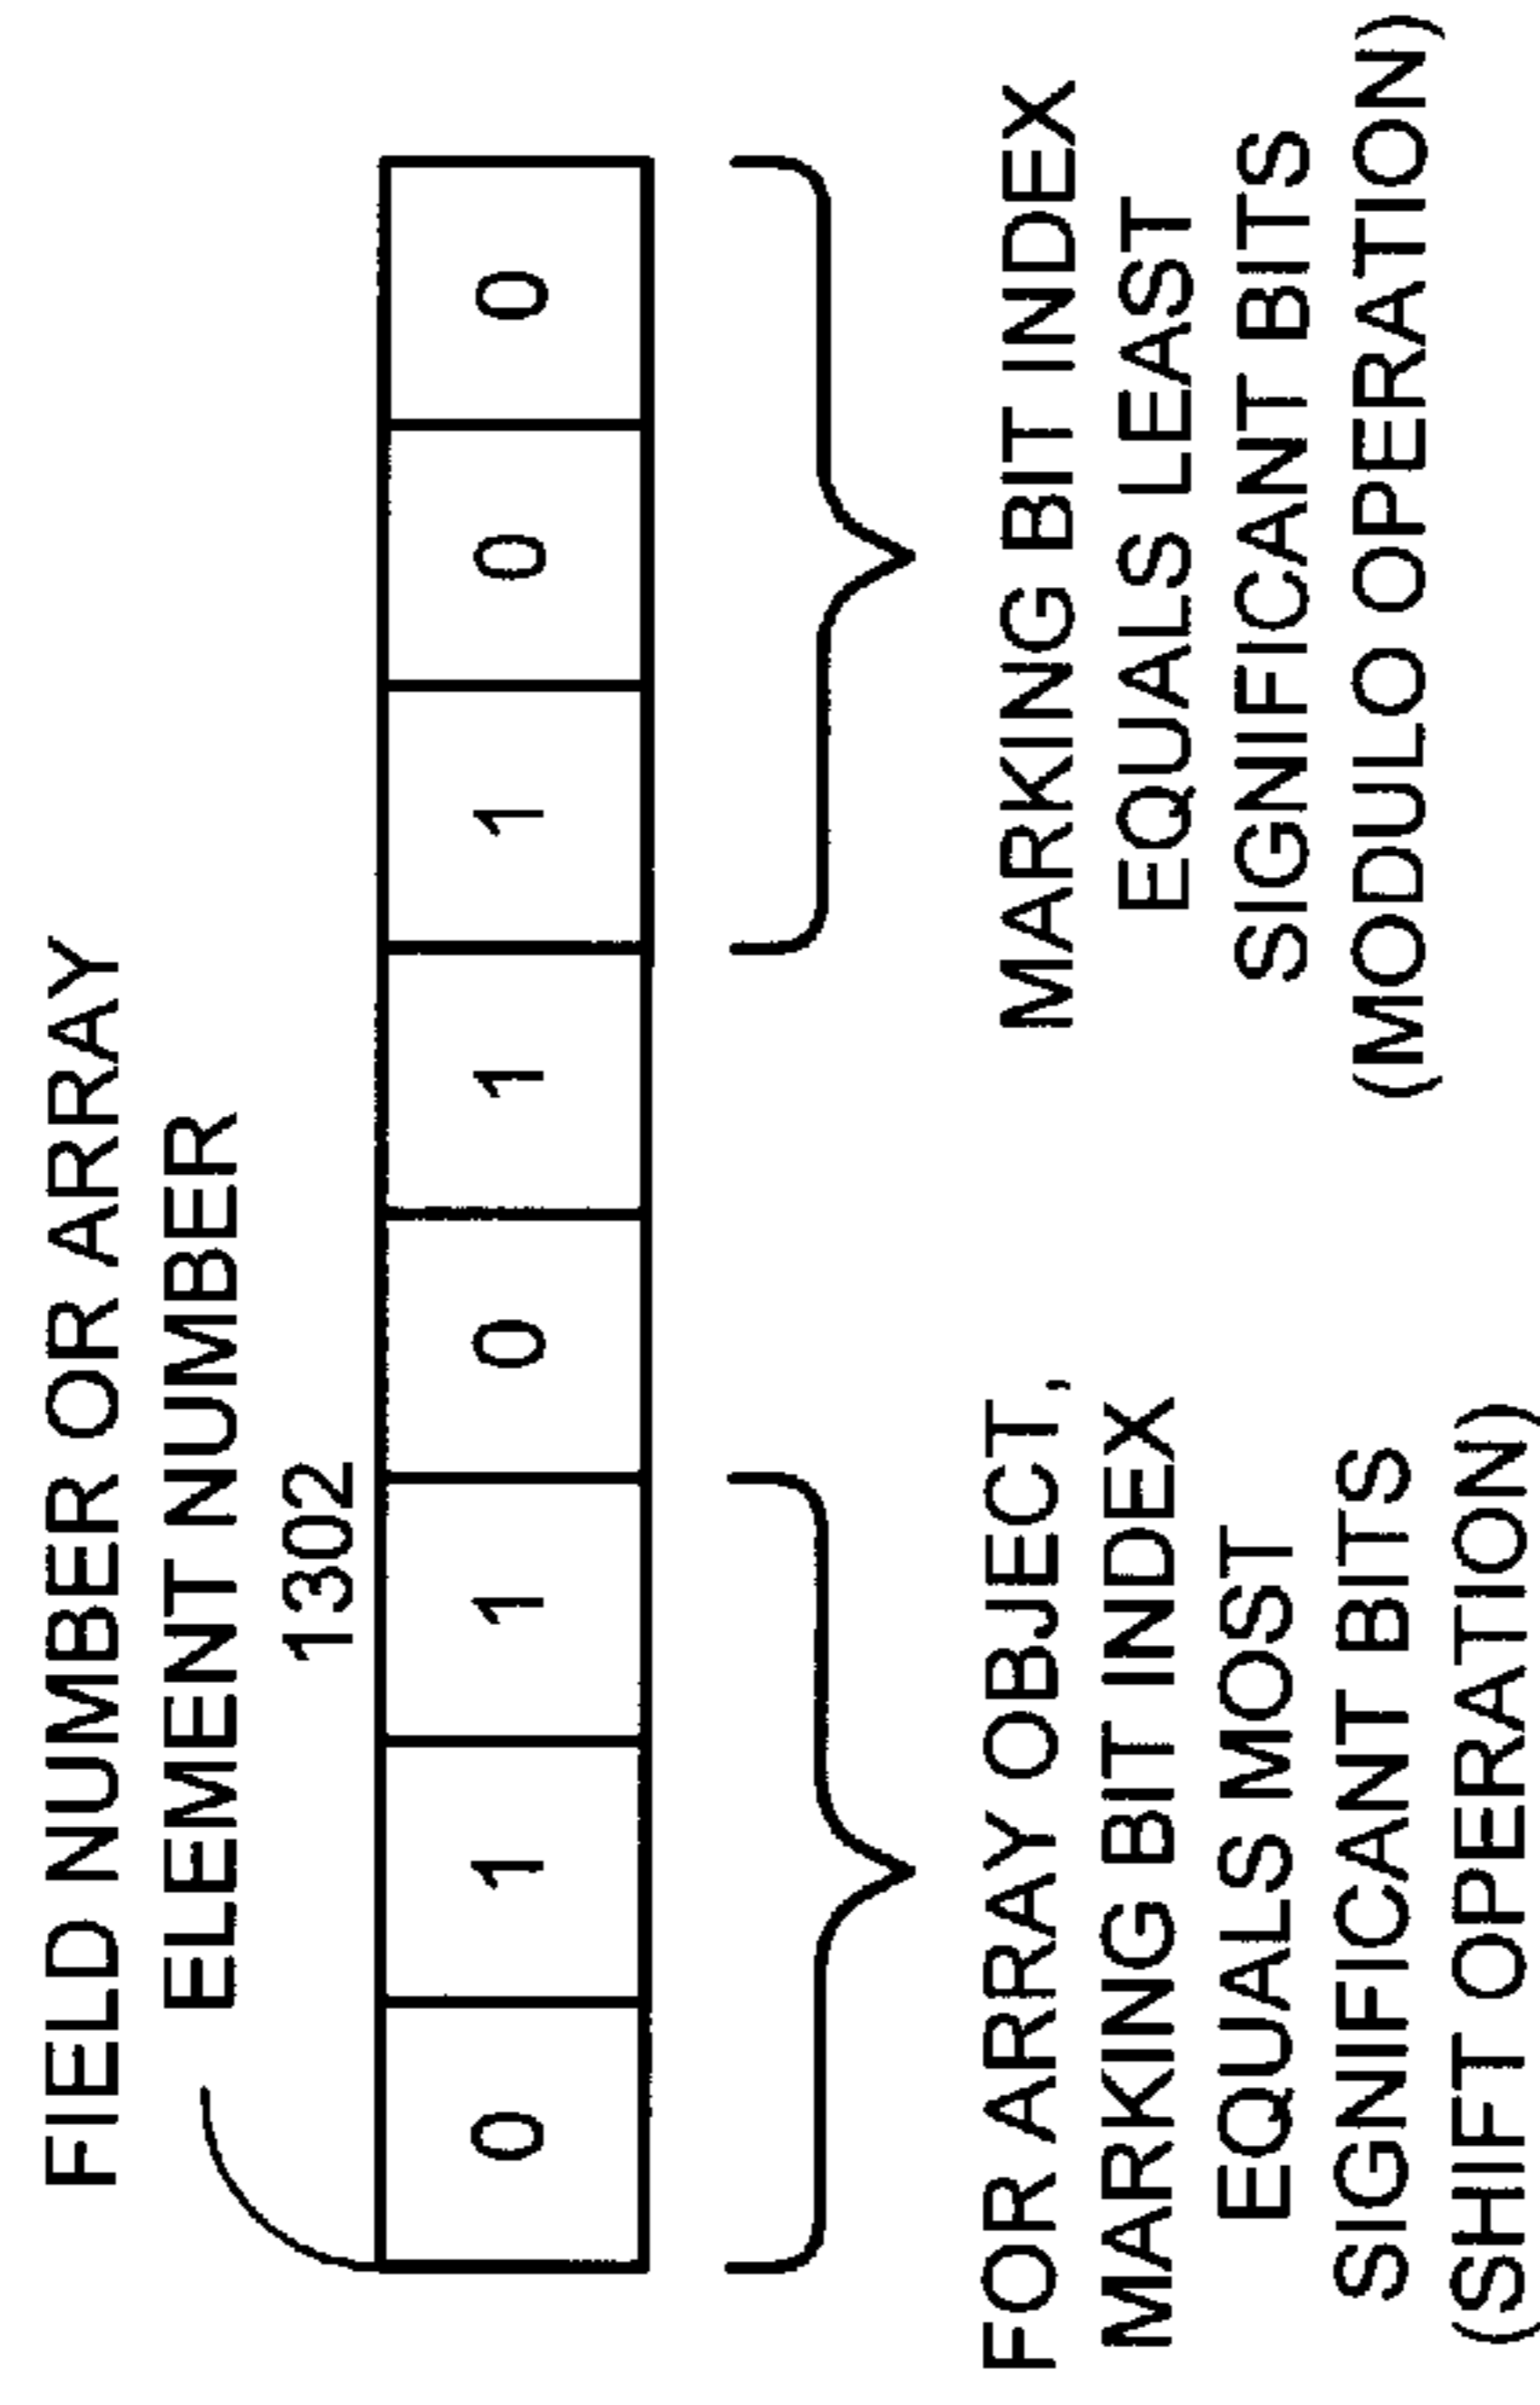 FIELD NUMBER OR ARRAY
ELEMENT NUMBER
1302
0 1 1 0 1 1 0 0
FOR ARRAY OBJECT,
MARKING BIT INDEX
EQUALS MOST
SIGNIFICANT BITS
(SHIFT OPERATION)
MARKING BIT INDEX
EQUALS LEAST
SIGNIFICANT BITS
(MODULO OPERATION)